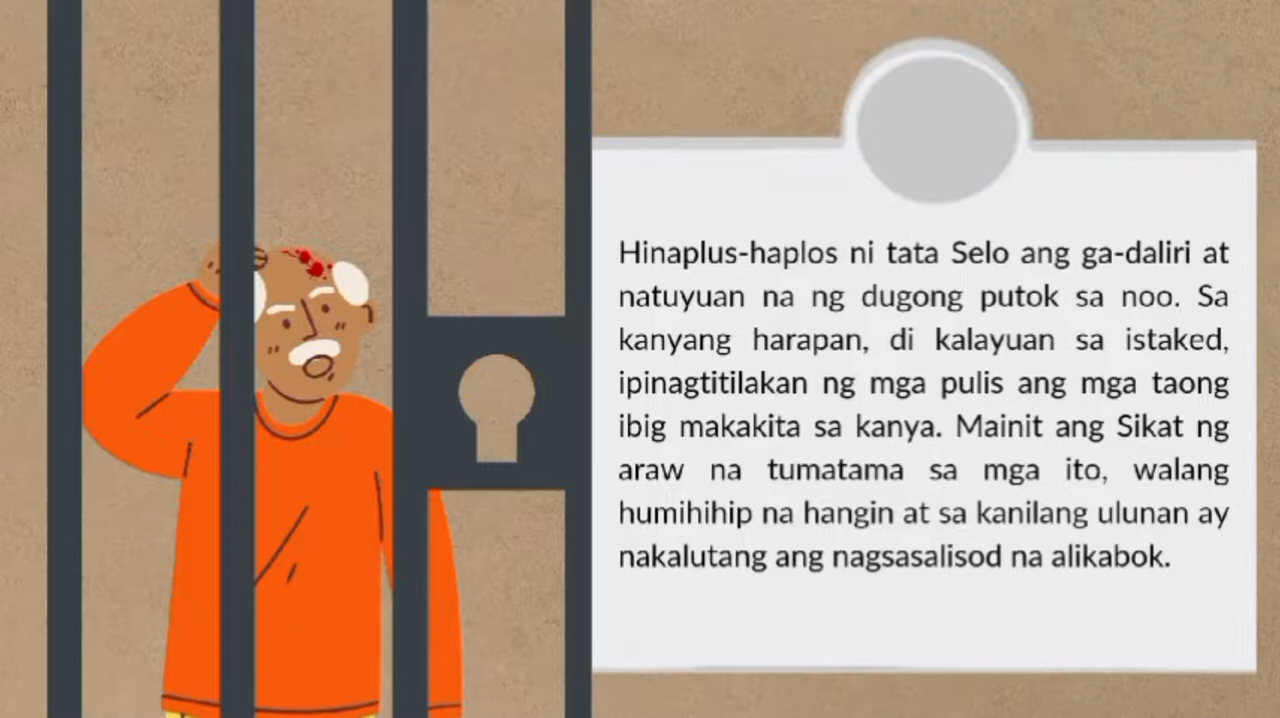 Hinaplus-haplos ni tata Selo ang ga-daliri at
natuyuan na ng dugong putok sa noo. Sa
kanyang harapan, di kalayuan sa istaked,
ipinagtitilakan ng mga pulis ang mga taong
ibig makakita sa kanya. Mainit ang Sikat ng
araw na tumatama sa mga ito, walang
humihihip na hangin at sa kanilang ulunan ay
nakalutang ang nagsasalisod na alikabok.